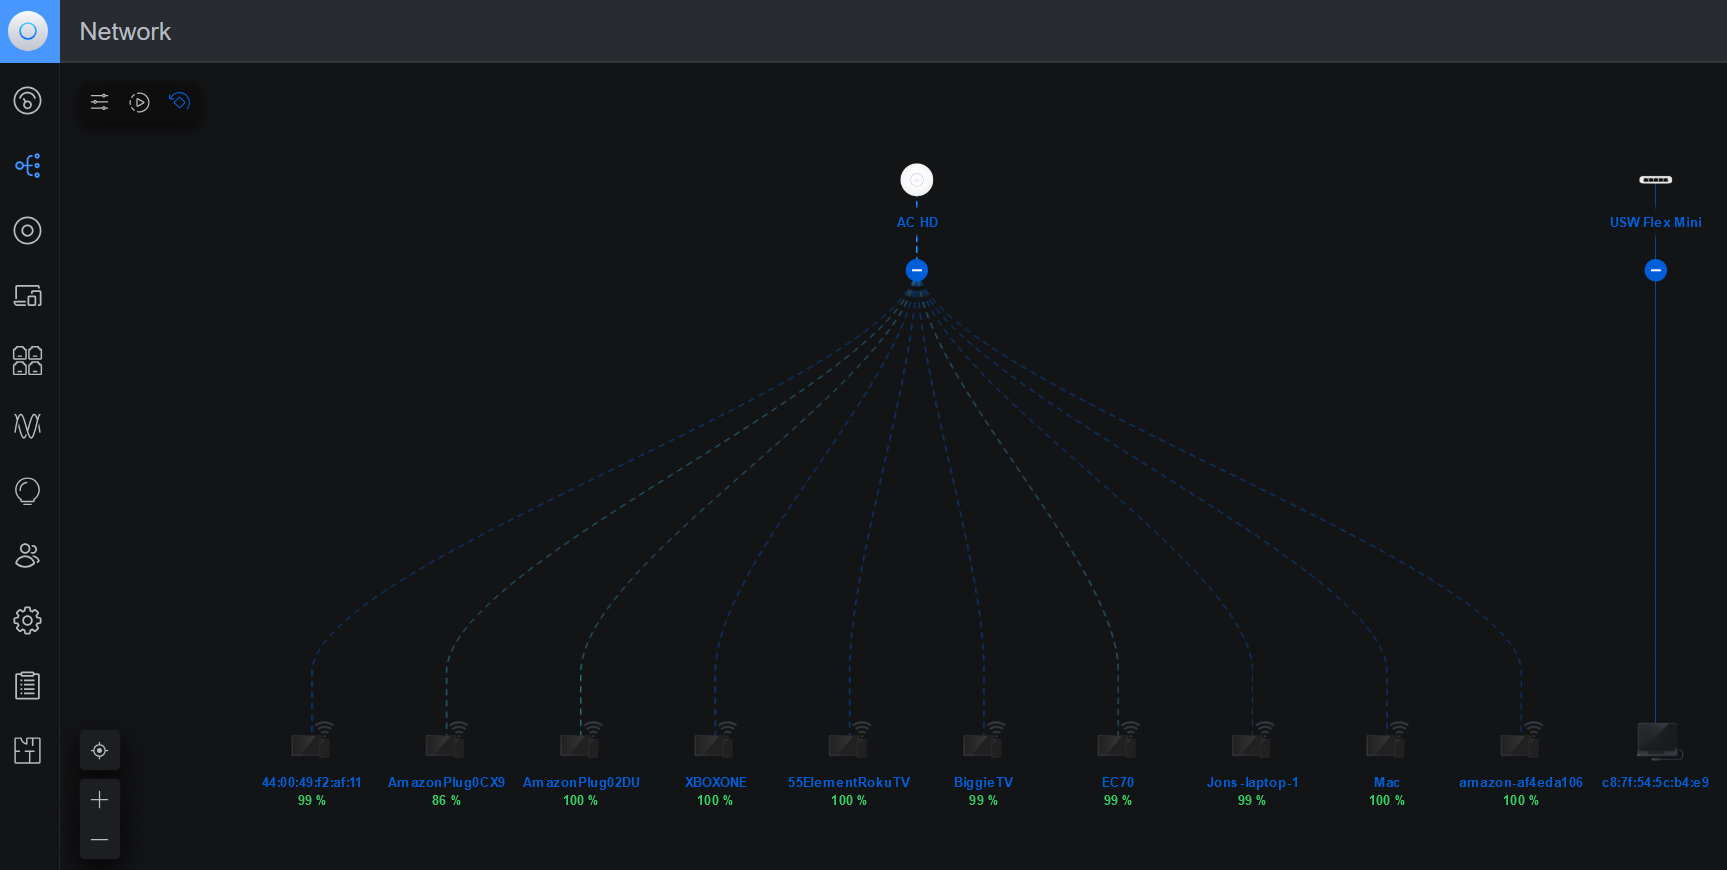 Network
AC HD
USW Flex Mini
44:00:49:f2:af:11
99 %
AmazonPlug0CX9
86 %
AmazonPlug02DU
100 %
XBOXONE
100 %
55ElementRokuTV
100 %
BiggieTV
99 %
EC70
99 %
Jons-laptop-1
99 %
Mac
100 %
amazon-af4eda106
100 %
c8:7f:54:5c:b4:e9